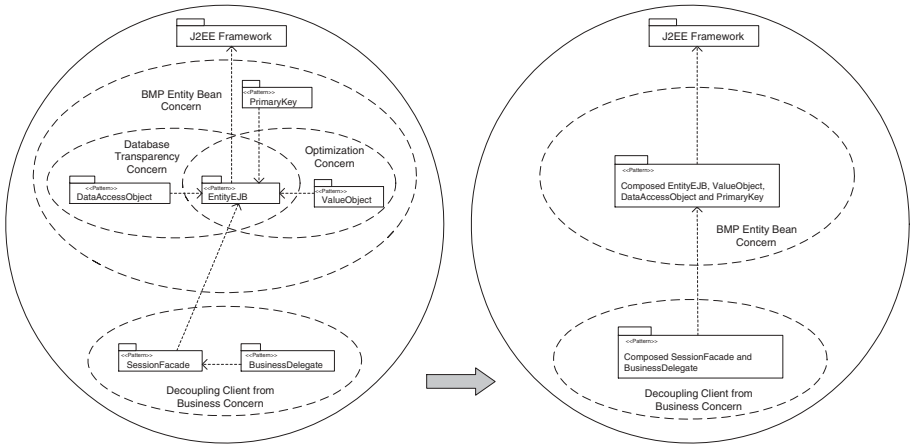 J2EE Framework
BMP Entity Bean
Concern
<<Pattern>>
PrimaryKey
Database
Transparency
Concern
Optimization
Concern
<<Pattern>>
DataAccessObject
<<Pattern>>
EntityEJB
<<Pattern>>
ValueObject
<<Pattern>>
SessionFacade
<<Pattern>>
BusinessDelegate
Decoupling Client from
Business Concern
J2EE Framework
<<Pattern>>
Composed EntityEJB, ValueObject,
DataAccessObject and PrimaryKey
BMP Entity Bean
Concern
<<Pattern>>
Composed SessionFacade and
BusinessDelegate
Decoupling Client from
Business Concern